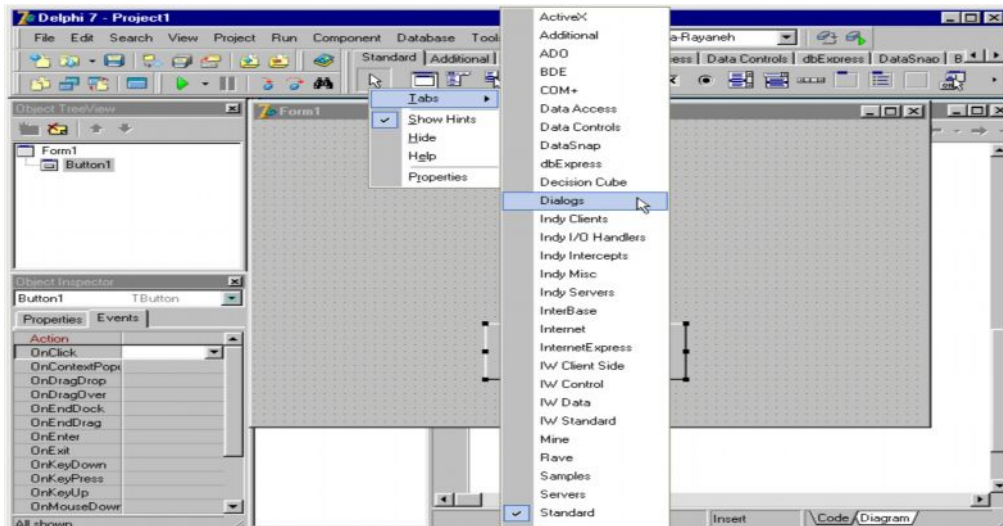 Delphi 7 - Project1
File Edit Search View Project Run Component Database
a-Rayaneh
Standard Additional
Data Controls dbExpress DataSnap B
Tabs
Show Hints
Hide
Help
Properties
ActiveX
Additional
ADO
BDE
COM+
Data Access
Data Controls
DataSnap
dbExpress
Decision Cube
Dialogs
Indy Clients
Indy I/O Handlers
Indy Intercepts
Indy Misc
Indy Servers
InterBase
Internet
InternetExpress
IW Client Side
IW Control
IW Data
IW Standard
Mine
Rave
Samples
Servers
Standard
Object TreeView
Form1
Button1
Form1
Object Inspector
Button1 TButton
Properties Events
Action
OnClick
OnContextPopu
OnDragDrop
OnDragOver
OnEndDock
OnEndDrag
OnEnter
OnExit
OnKeyDown
OnKeyPress
OnKeyUp
OnMouseDown
All shown
Insert
Code Diagram